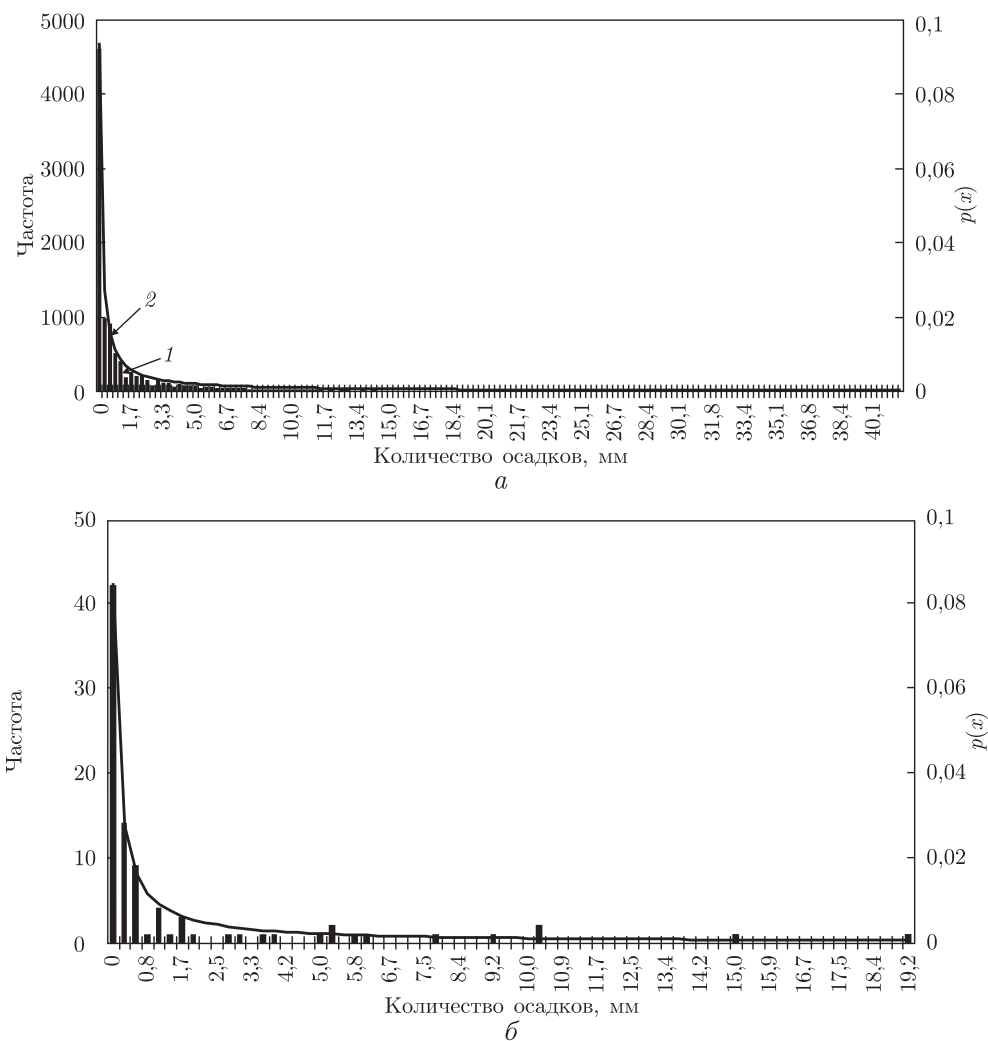 5000
4000
3000
2000
1000
0
Частота
0,1
0,08
0,06
0,04
0,02
0
p(x)
2
1
0 1,7 3,3 5,0 6,7 8,4 10,0 11,7 13,4 15,0 16,7 18,4 20,1 21,7 23,4 25,1 26,7 28,4 30,1 31,8 33,4 35,1 36,8 38,4 40,1
Количество осадков, мм
а
50
40
30
20
10
0
Частота
0,1
0,08
0,06
0,04
0,02
0
p(x)
0 0,8 1,7 2,5 3,3 4,2 5,0 5,8 6,7 7,5 8,4 9,2 10,0 10,9 11,7 12,5 13,4 14,2 15,0 15,9 16,7 17,5 18,4 19,2
Количество осадков, мм
б